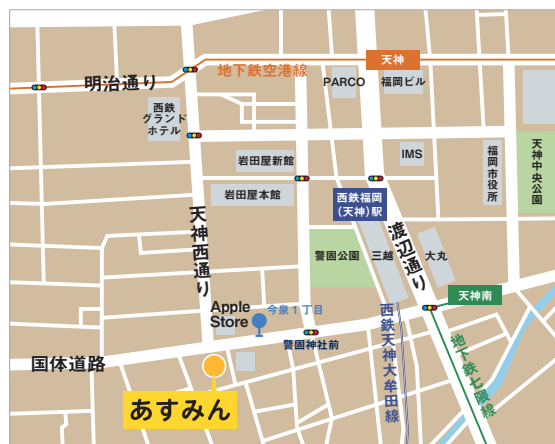 天神
地下鉄空港線
明治通り
PARCO
福岡ビル
西鉄
グランド
ホテル
天神中央公園
福岡市役所
IMS
岩田屋新館
岩田屋本館
西鉄福岡
(天神)駅
天神西通り
渡辺通り
警固公園
三越
大丸
天神南
Apple
Store
今泉1丁目
警固神社前
西鉄天神大牟田線
地下鉄七隈線
国体道路
あすみん